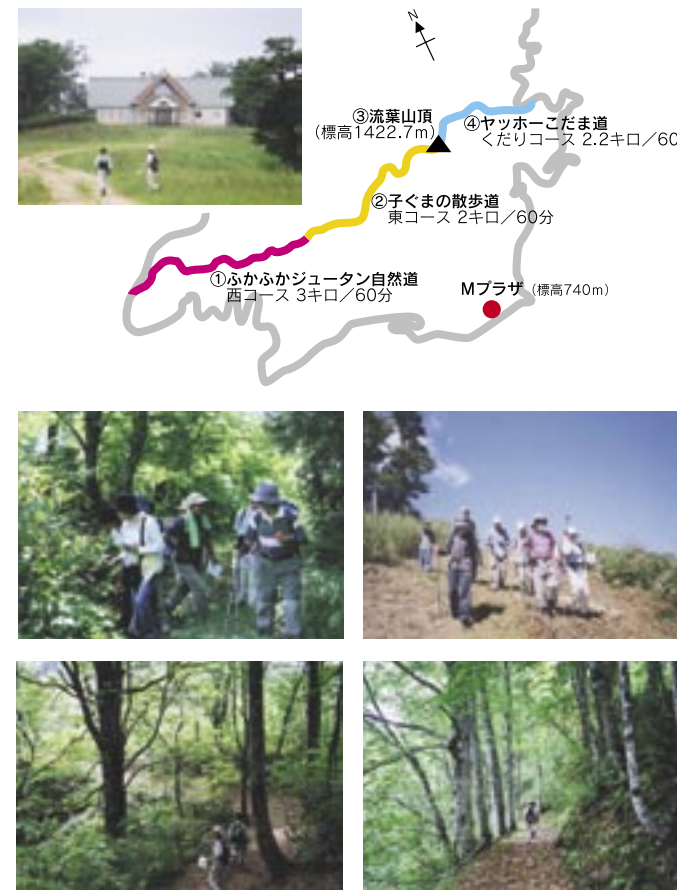 N
③流葉山頂
(標高1422.7m)
④ヤッホーこだま道
くだりコース 2.2キロ／60
②子ぐまの散歩道
東コース 2キロ／60分
①ふかふかジュータン自然道
西コース 3キロ／60分
Mプラザ（標高740m）